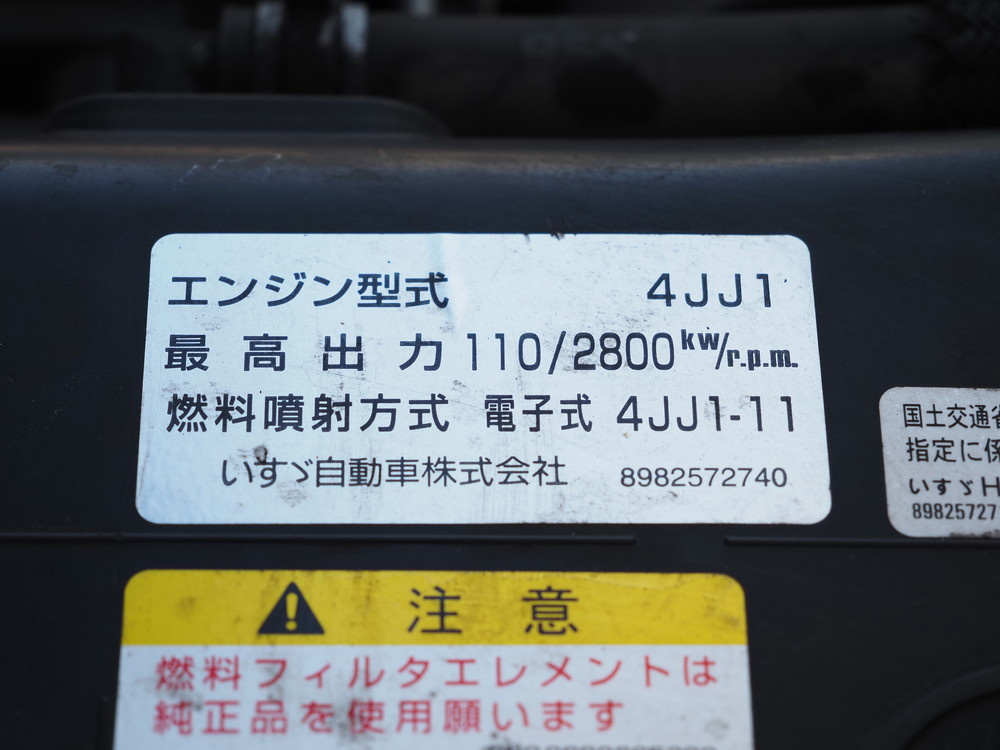 エンジン型式 4JJ1
最高出力 110/2800kW/r.p.m.
燃料噴射方式 電子式 4JJ1-11
いすゞ自動車株式会社 8982572740
国土交通省
指定に係
いすゞH
89825727
注意
燃料フィルタエレメントは
純正品を使用願います